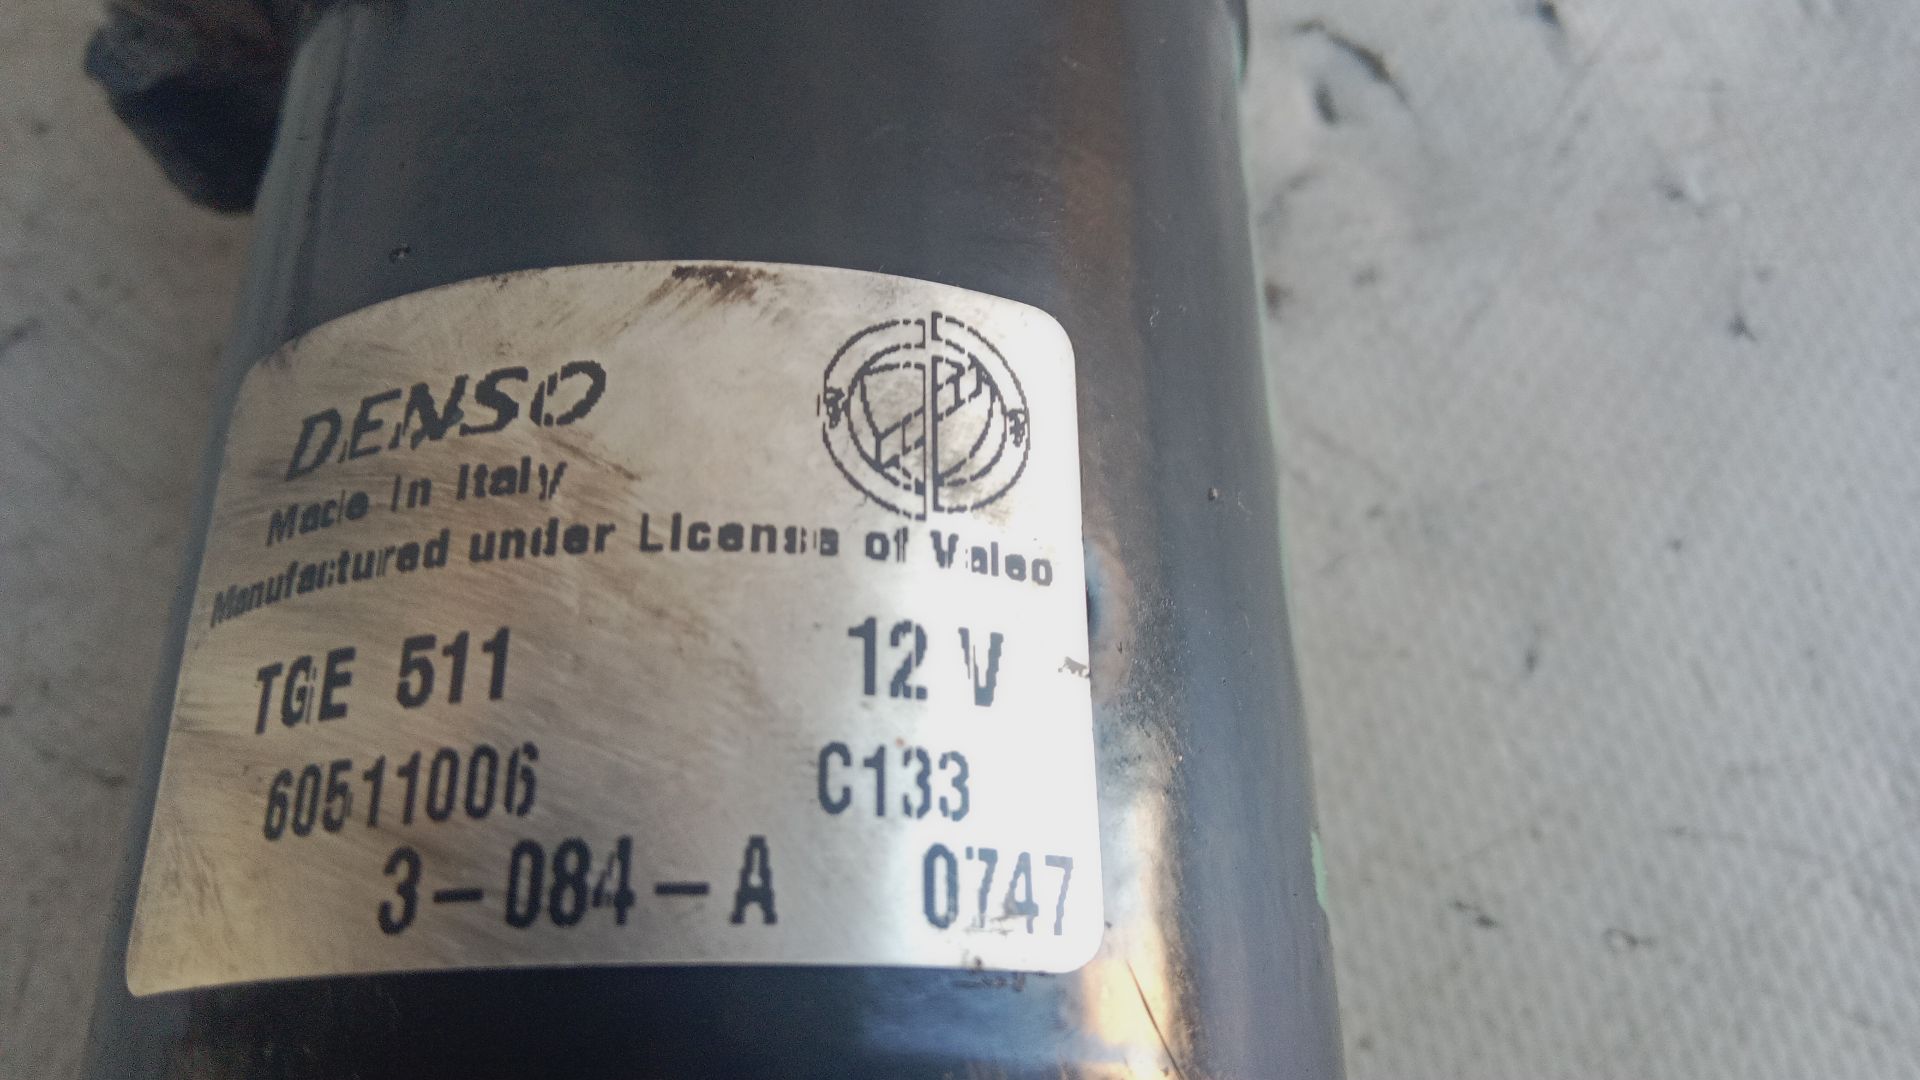 DENSO
Made in Italy
Manufactured under License of Valeo
TGE 511 12 V
60511006 C133
3-084-A 0747